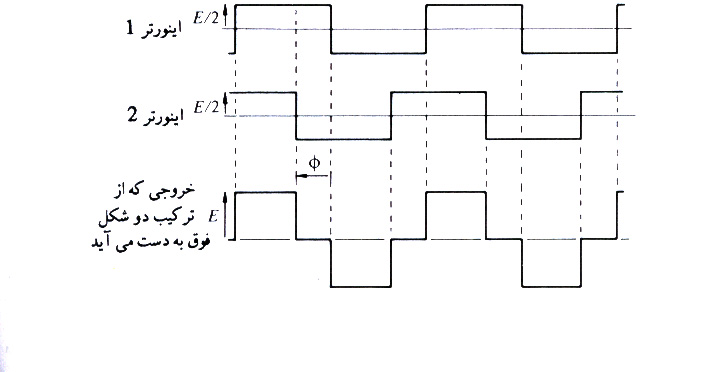 اینورتر 1
E/2
اینورتر 2
E/2
ϕ
خروجی که از
ترکیب دو شکل
فوق به دست می آید
E